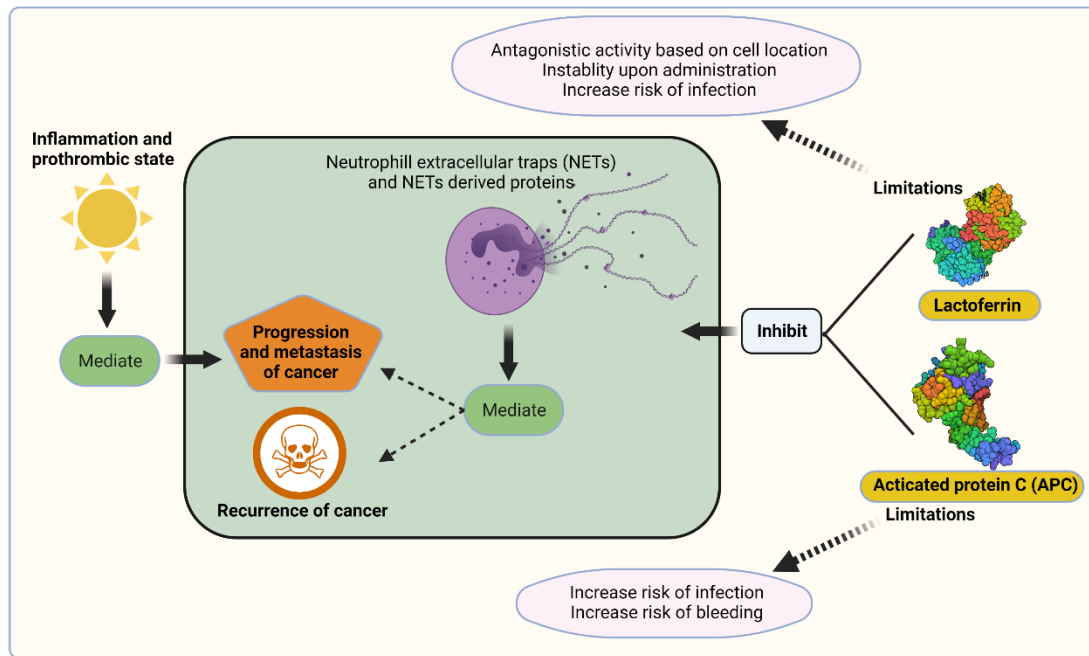 Antagonistic activity based on cell location
Instablity upon administration
Increase risk of infection
Inflammation and
prothrombic state
Neutrophill extracellular traps (NETs)
and NETs derived proteins
Limitations
Lactoferrin
Inhibit
Progression
and metastasis
of cancer
Mediate
Mediate
Recurrence of cancer
Acticated protein C (APC)
Limitations
Increase risk of infection
Increase risk of bleeding